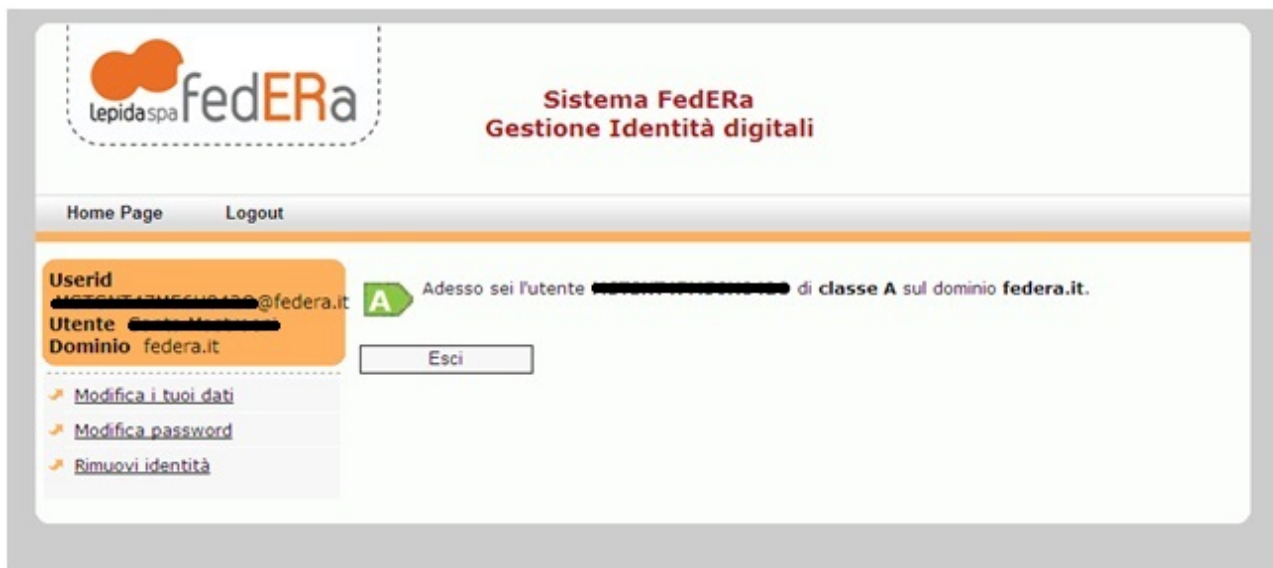 lepidaspa fedERa
Sistema FedERa
Gestione Identità digitali
Home Page Logout
Userid
@federa.it
Utente
Dominio federa.it
A Adesso sei l'utente di classe A sul dominio federa.it.
Esci
Modifica i tuoi dati
Modifica password
Rimuovi identità